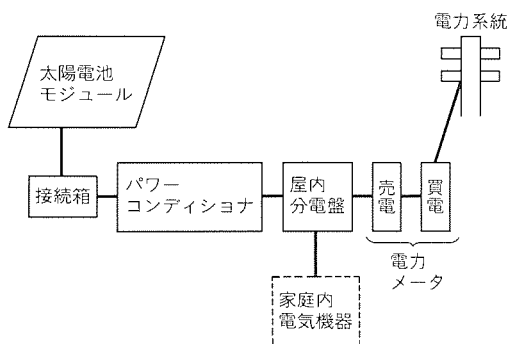 電力系統
太陽電池
モジュール
接続箱
パワー
コンディショナ
屋内
分電盤
売電
買電
電力
メータ
家庭内
電気機器